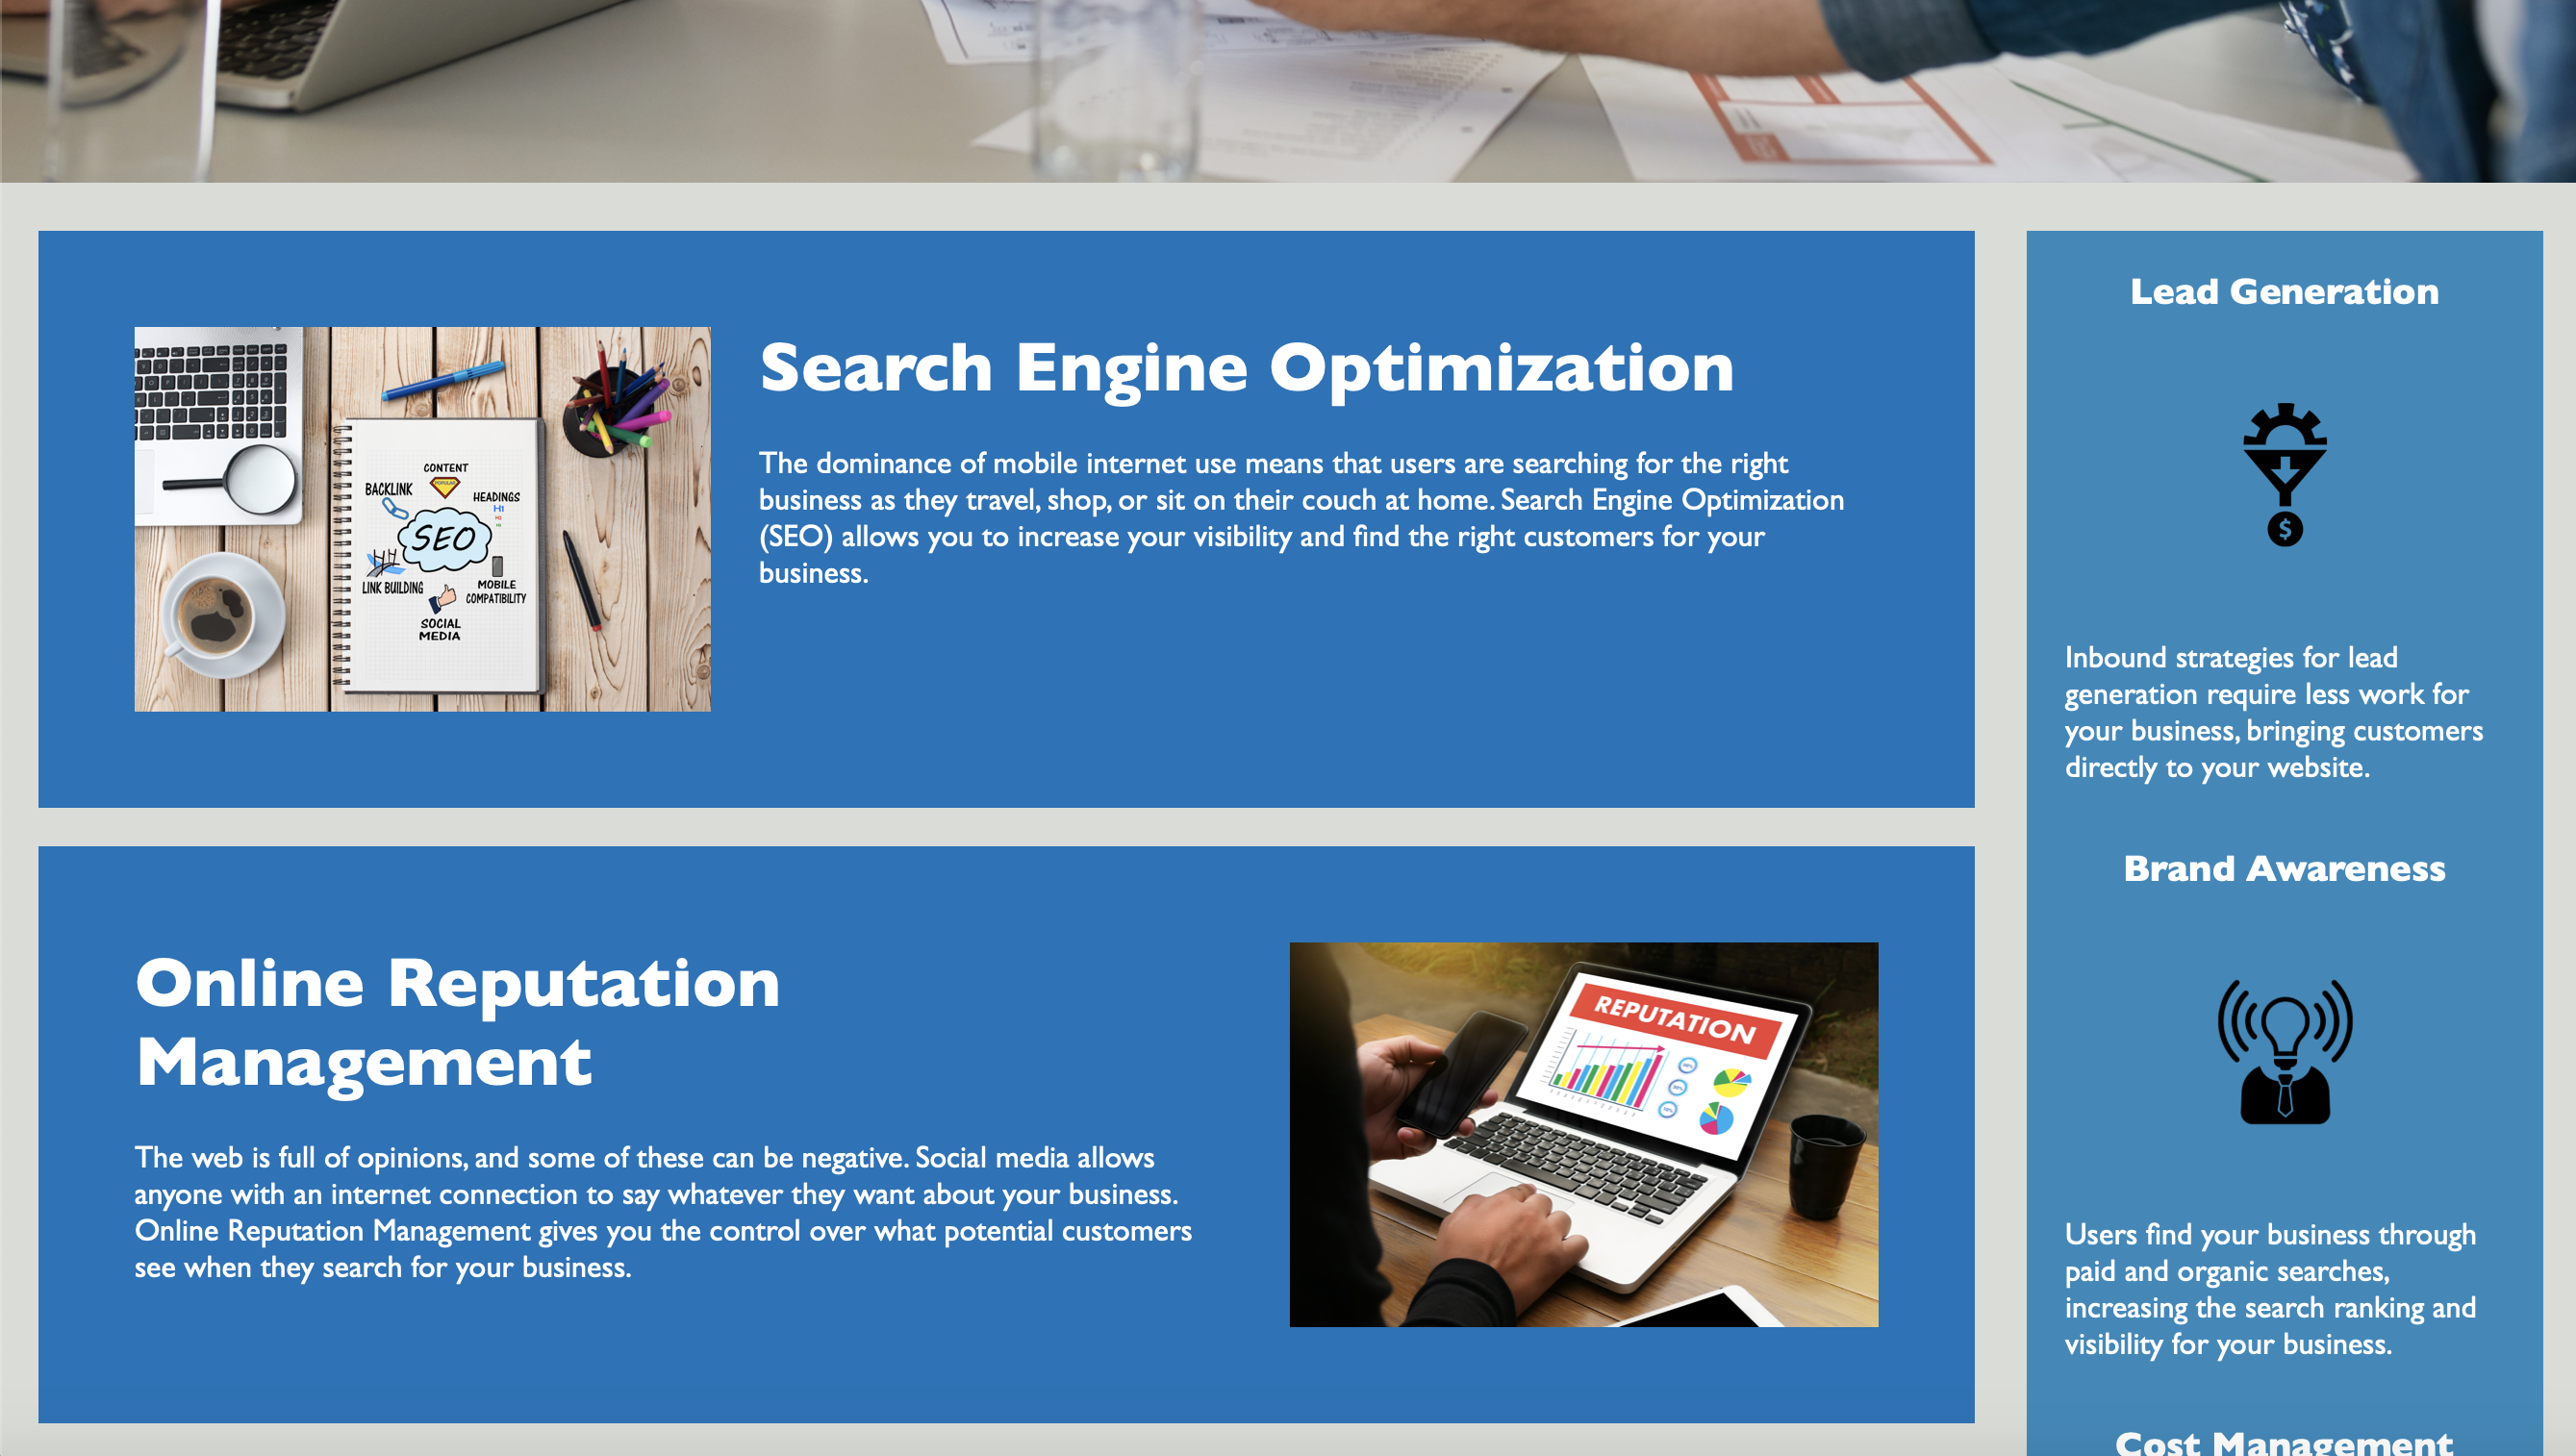 Search Engine Optimization
The dominance of mobile internet use means that users are searching for the right
business as they travel, shop, or sit on their couch at home. Search Engine Optimization
(SEO) allows you to increase your visibility and find the right customers for your
business.
CONTENT
POPULAR
BACKLINK
HEADINGS
H1
SEO
LINK BUILDING
MOBILE
COMPATIBILITY
SOCIAL
MEDIA
Online Reputation
Management
The web is full of opinions, and some of these can be negative. Social media allows
anyone with an internet connection to say whatever they want about your business.
Online Reputation Management gives you the control over what potential customers
see when they search for your business.
REPUTATION
Lead Generation
$
Inbound strategies for lead
generation require less work for
your business, bringing customers
directly to your website.
Brand Awareness
Users find your business through
paid and organic searches,
increasing the search ranking and
visibility for your business.
Cost Management